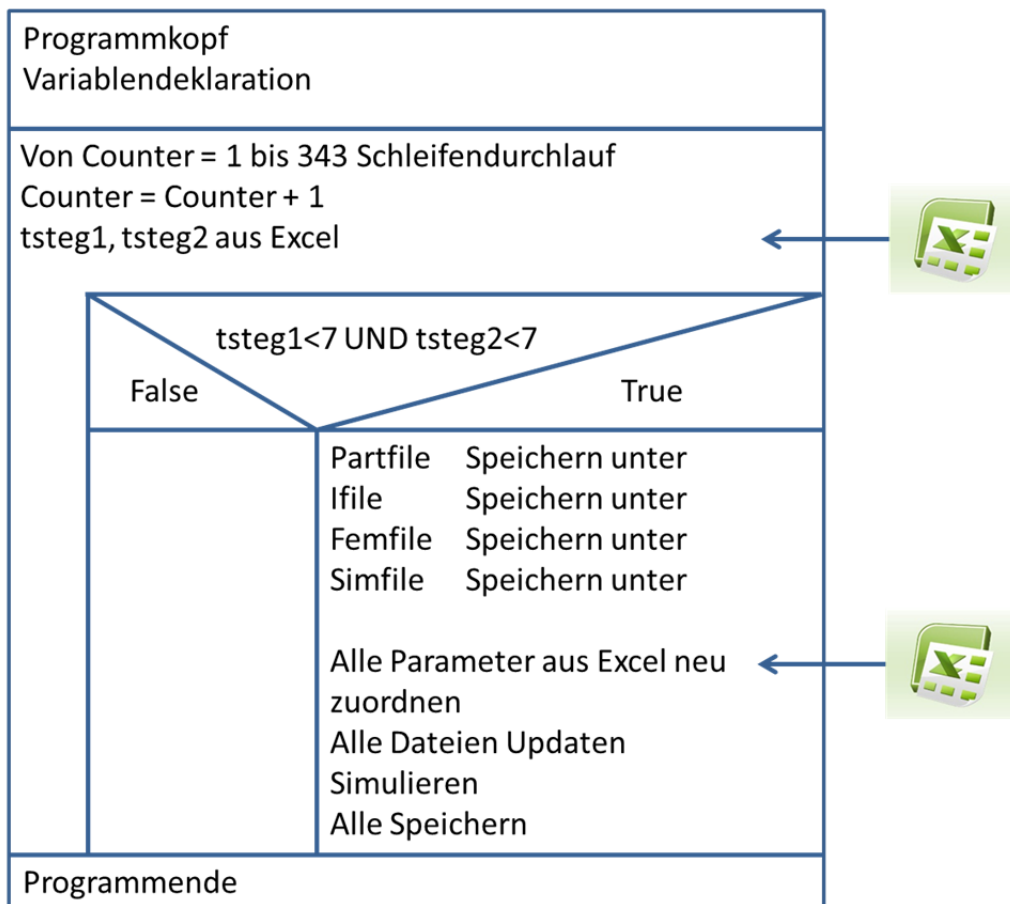 Programmkopf
Variablendeklaration
Von Counter = 1 bis 343 Schleifendurchlauf
Counter = Counter + 1
tsteg1, tsteg2 aus Excel
tsteg1<7 UND tsteg2<7
False
True
Partfile Speichern unter
Ifile Speichern unter
Femfile Speichern unter
Simfile Speichern unter
Alle Parameter aus Excel neu
zuordnen
Alle Dateien Updaten
Simulieren
Alle Speichern
Programmende